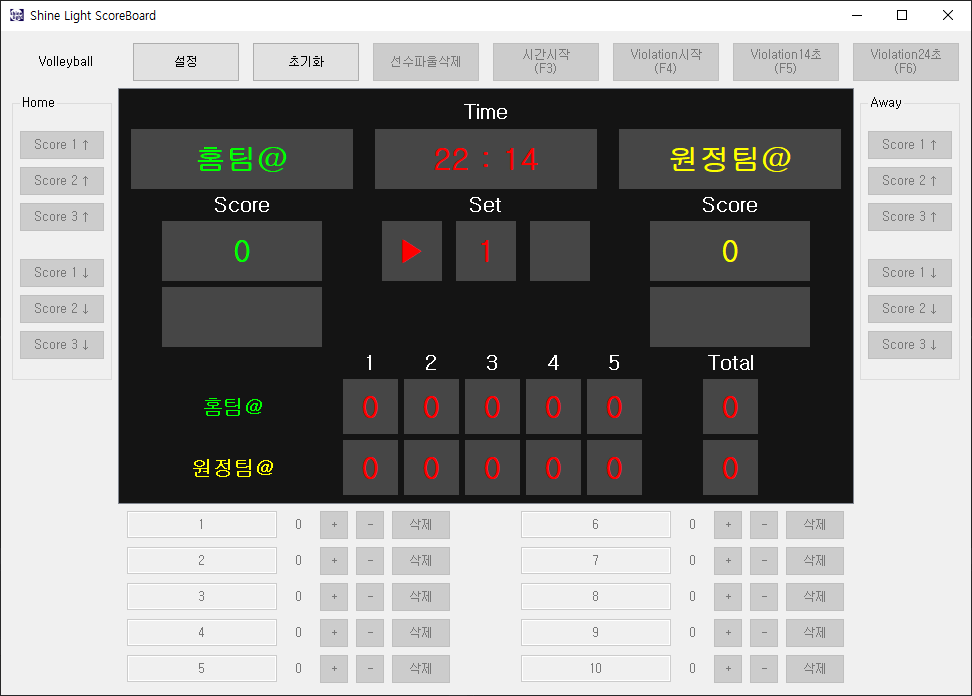 Shine Light ScoreBoard
Volleyball
설정
초기화
선수파울삭제
시간시작
(F3)
Violation시작
(F4)
Violation14초
(F5)
Violation24초
(F6)
Home
Score 1 ↑
Score 2 ↑
Score 3 ↑
Score 1 ↓
Score 2 ↓
Score 3 ↓
Time
홈팀@
22 : 14
원정팀@
Score
Set
Score
0
▶ 1
0
1 2 3 4 5 Total
홈팀@ 0 0 0 0 0 0
원정팀@ 0 0 0 0 0 0
Away
Score 1 ↑
Score 2 ↑
Score 3 ↑
Score 1 ↓
Score 2 ↓
Score 3 ↓
1 0 + - 삭제 6 0 + - 삭제
2 0 + - 삭제 7 0 + - 삭제
3 0 + - 삭제 8 0 + - 삭제
4 0 + - 삭제 9 0 + - 삭제
5 0 + - 삭제 10 0 + - 삭제